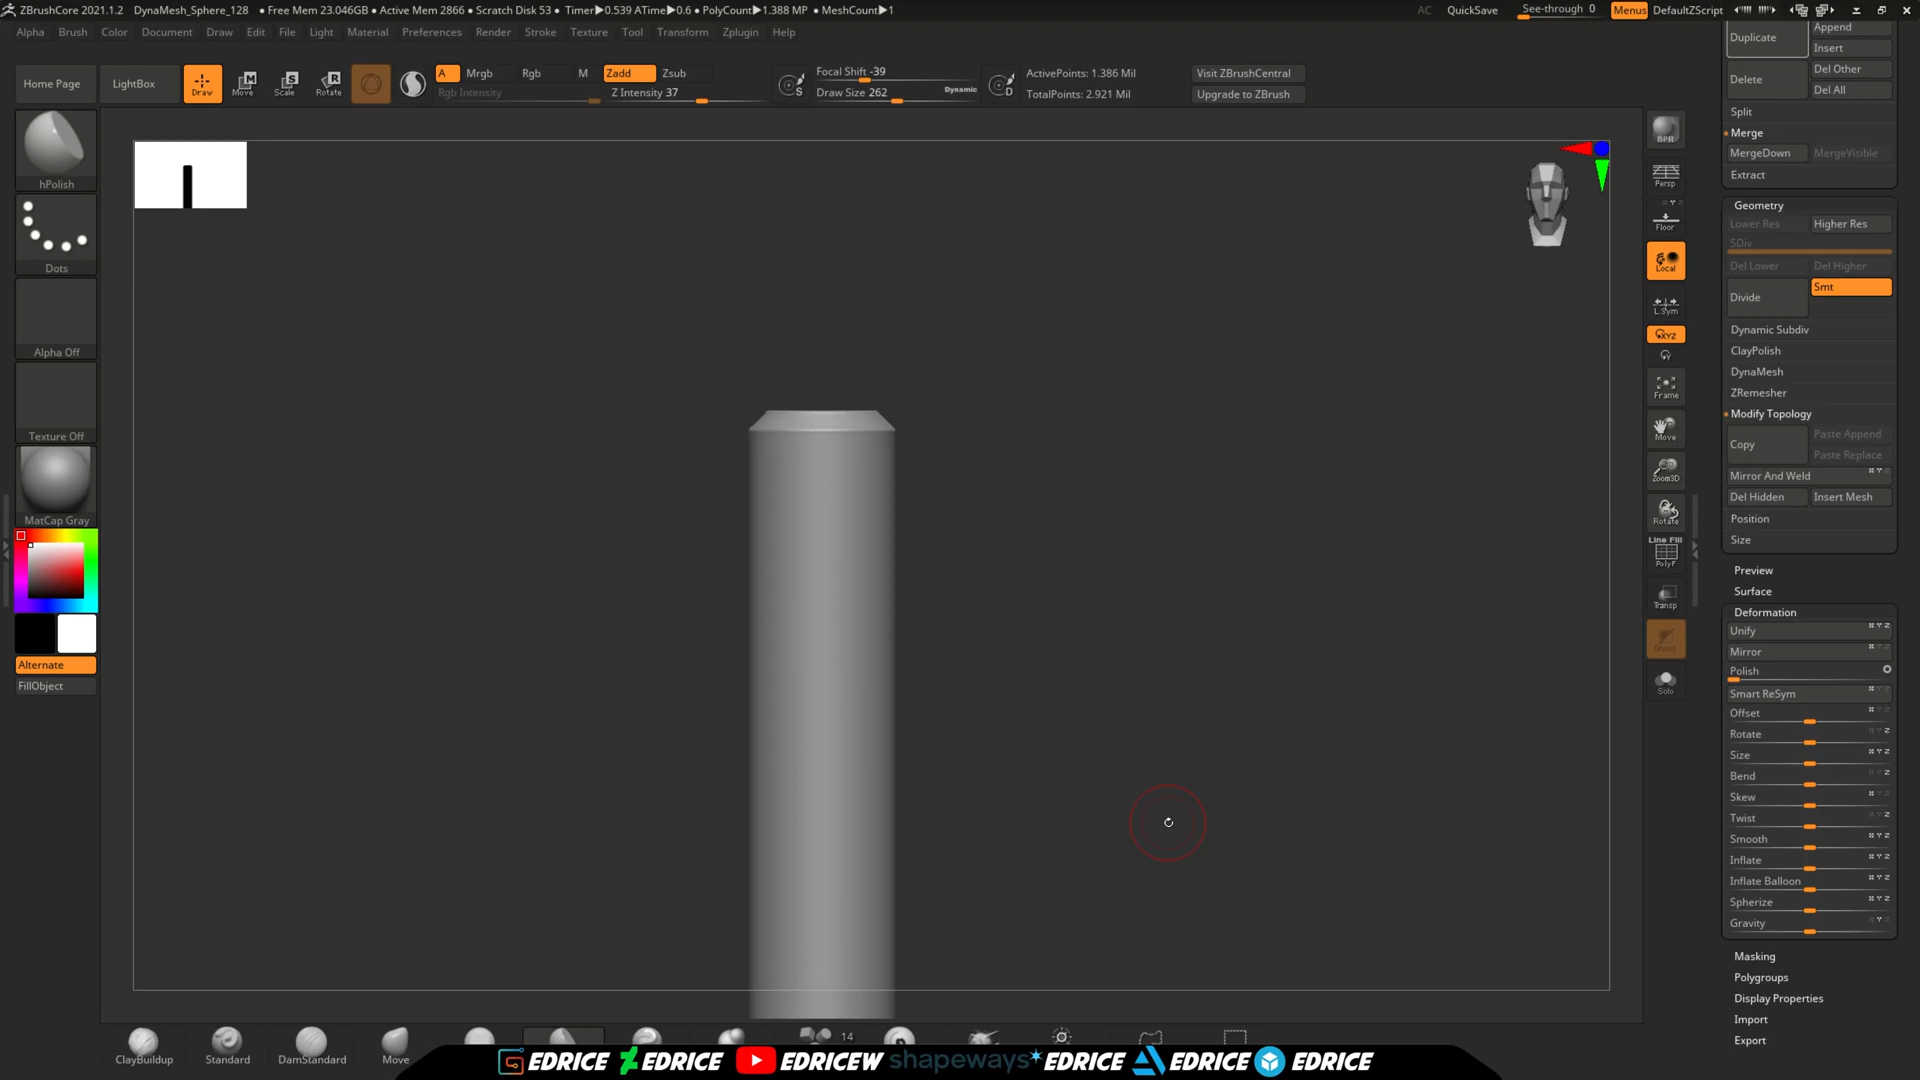 ZBrushCore 2021.1.2 DynaMesh_Sphere_128 • Free Mem 23.046GB • Active Mem 2866 • Scratch Disk 53 • Timer▶0.539 ATime▶0.6 • PolyCount▶1.388 MP • MeshCount▶1 AC QuickSave See-through 0 Menus DefaultZScript
Alpha Brush Color Document Draw Edit File Light Macro Material Preferences Render Stroke Texture Tool Transform Zplugin Help
Home Page LightBox Draw Move Scale Rotate A Mrgb Rgb M Zadd Zsub Focal Shift -39 ActivePoints: 1.386 Mil Visit ZBrushCentral
Rgb Intensity Z Intensity 37 Draw Size 262 Dynamic TotalPoints: 2.921 Mil Upgrade to ZBrush
hPolish
Dots
Alpha Off
Texture Off
MatCap Gray
Alternate
FillObject
BPR
Persp
Floor
Local
L.Sym
XYZ
Frame
Move
Zoom3D
Rotate
Line Fill
PolyF
Transp
Ghost
Solo
Duplicate Append
Insert
Delete Del Other
Del All
Split
Merge
MergeDown MergeVisible
Extract
Geometry
Lower Res Higher Res
SDiv
Del Lower Del Higher
Divide Smt
Dynamic Subdiv
ClayPolish
DynaMesh
ZRemesher
Modify Topology
Copy Paste Append
Paste Replace
Mirror And Weld
Del Hidden Insert Mesh
Position
Size
Preview
Surface
Deformation
Unify
Mirror
Polish
Smart ReSym
Offset
Rotate
Size
Bend
Skew
Twist
Smooth
Inflate
Inflate Balloon
Spherize
Gravity
Masking
Polygroups
Display Properties
Import
Export
ClayBuildup Standard DamStandard Move 14
EDRICE EDRICE EDRICEW shapeways EDRICE EDRICE EDRICE